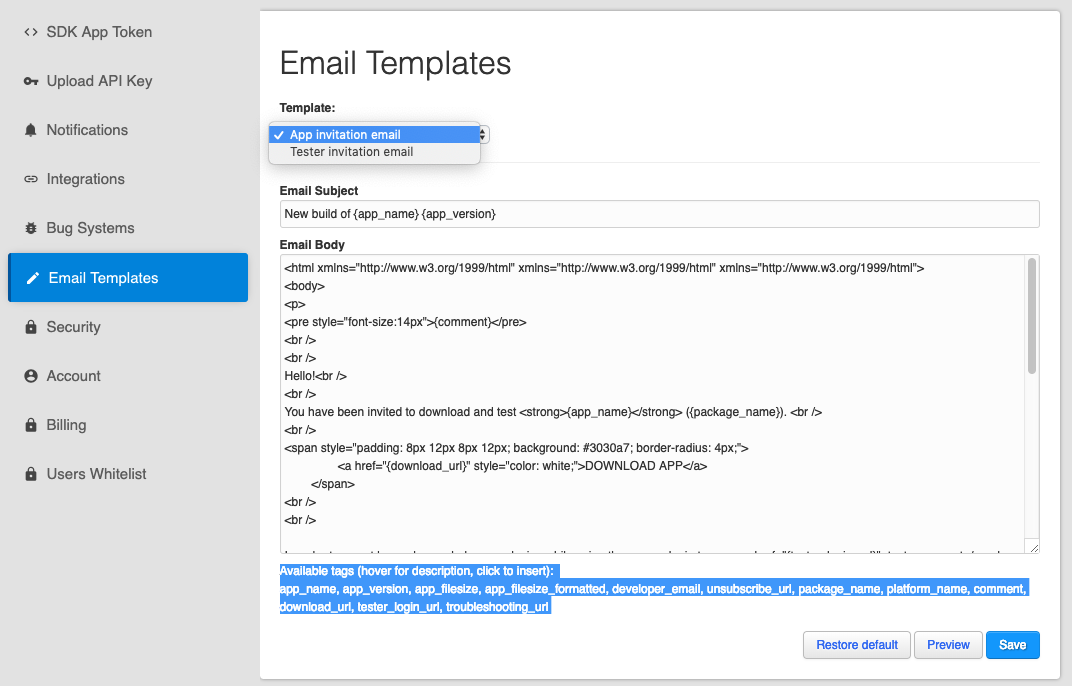 SDK App Token
Upload API Key
Notifications
Integrations
Bug Systems
Email Templates
Security
Account
Billing
Users Whitelist
Email Templates
Template:
App invitation email
Tester invitation email
Email Subject
New build of {app_name} {app_version}
Email Body
<html xmlns="http://www.w3.org/1999/html" xmlns="http://www.w3.org/1999/html" xmlns="http://www.w3.org/1999/html">
<body>
<p>
<pre style="font-size:14px">{comment}</pre>
<br />
<br />
Hello!<br />
<br />
You have been invited to download and test <strong>{app_name}</strong> ({package_name}). <br />
<br />
<span style="padding: 8px 12px 8px 12px; background: #3030a7; border-radius: 4px;">
<a href="{download_url}" style="color: white;">DOWNLOAD APP</a>
</span>
<br />
<br />
Available tags (hover for description, click to insert):
app_name, app_version, app_filesize, app_filesize_formatted, developer_email, unsubscribe_url, package_name, platform_name, comment,
download_url, tester_login_url, troubleshooting_url
Restore default
Preview
Save